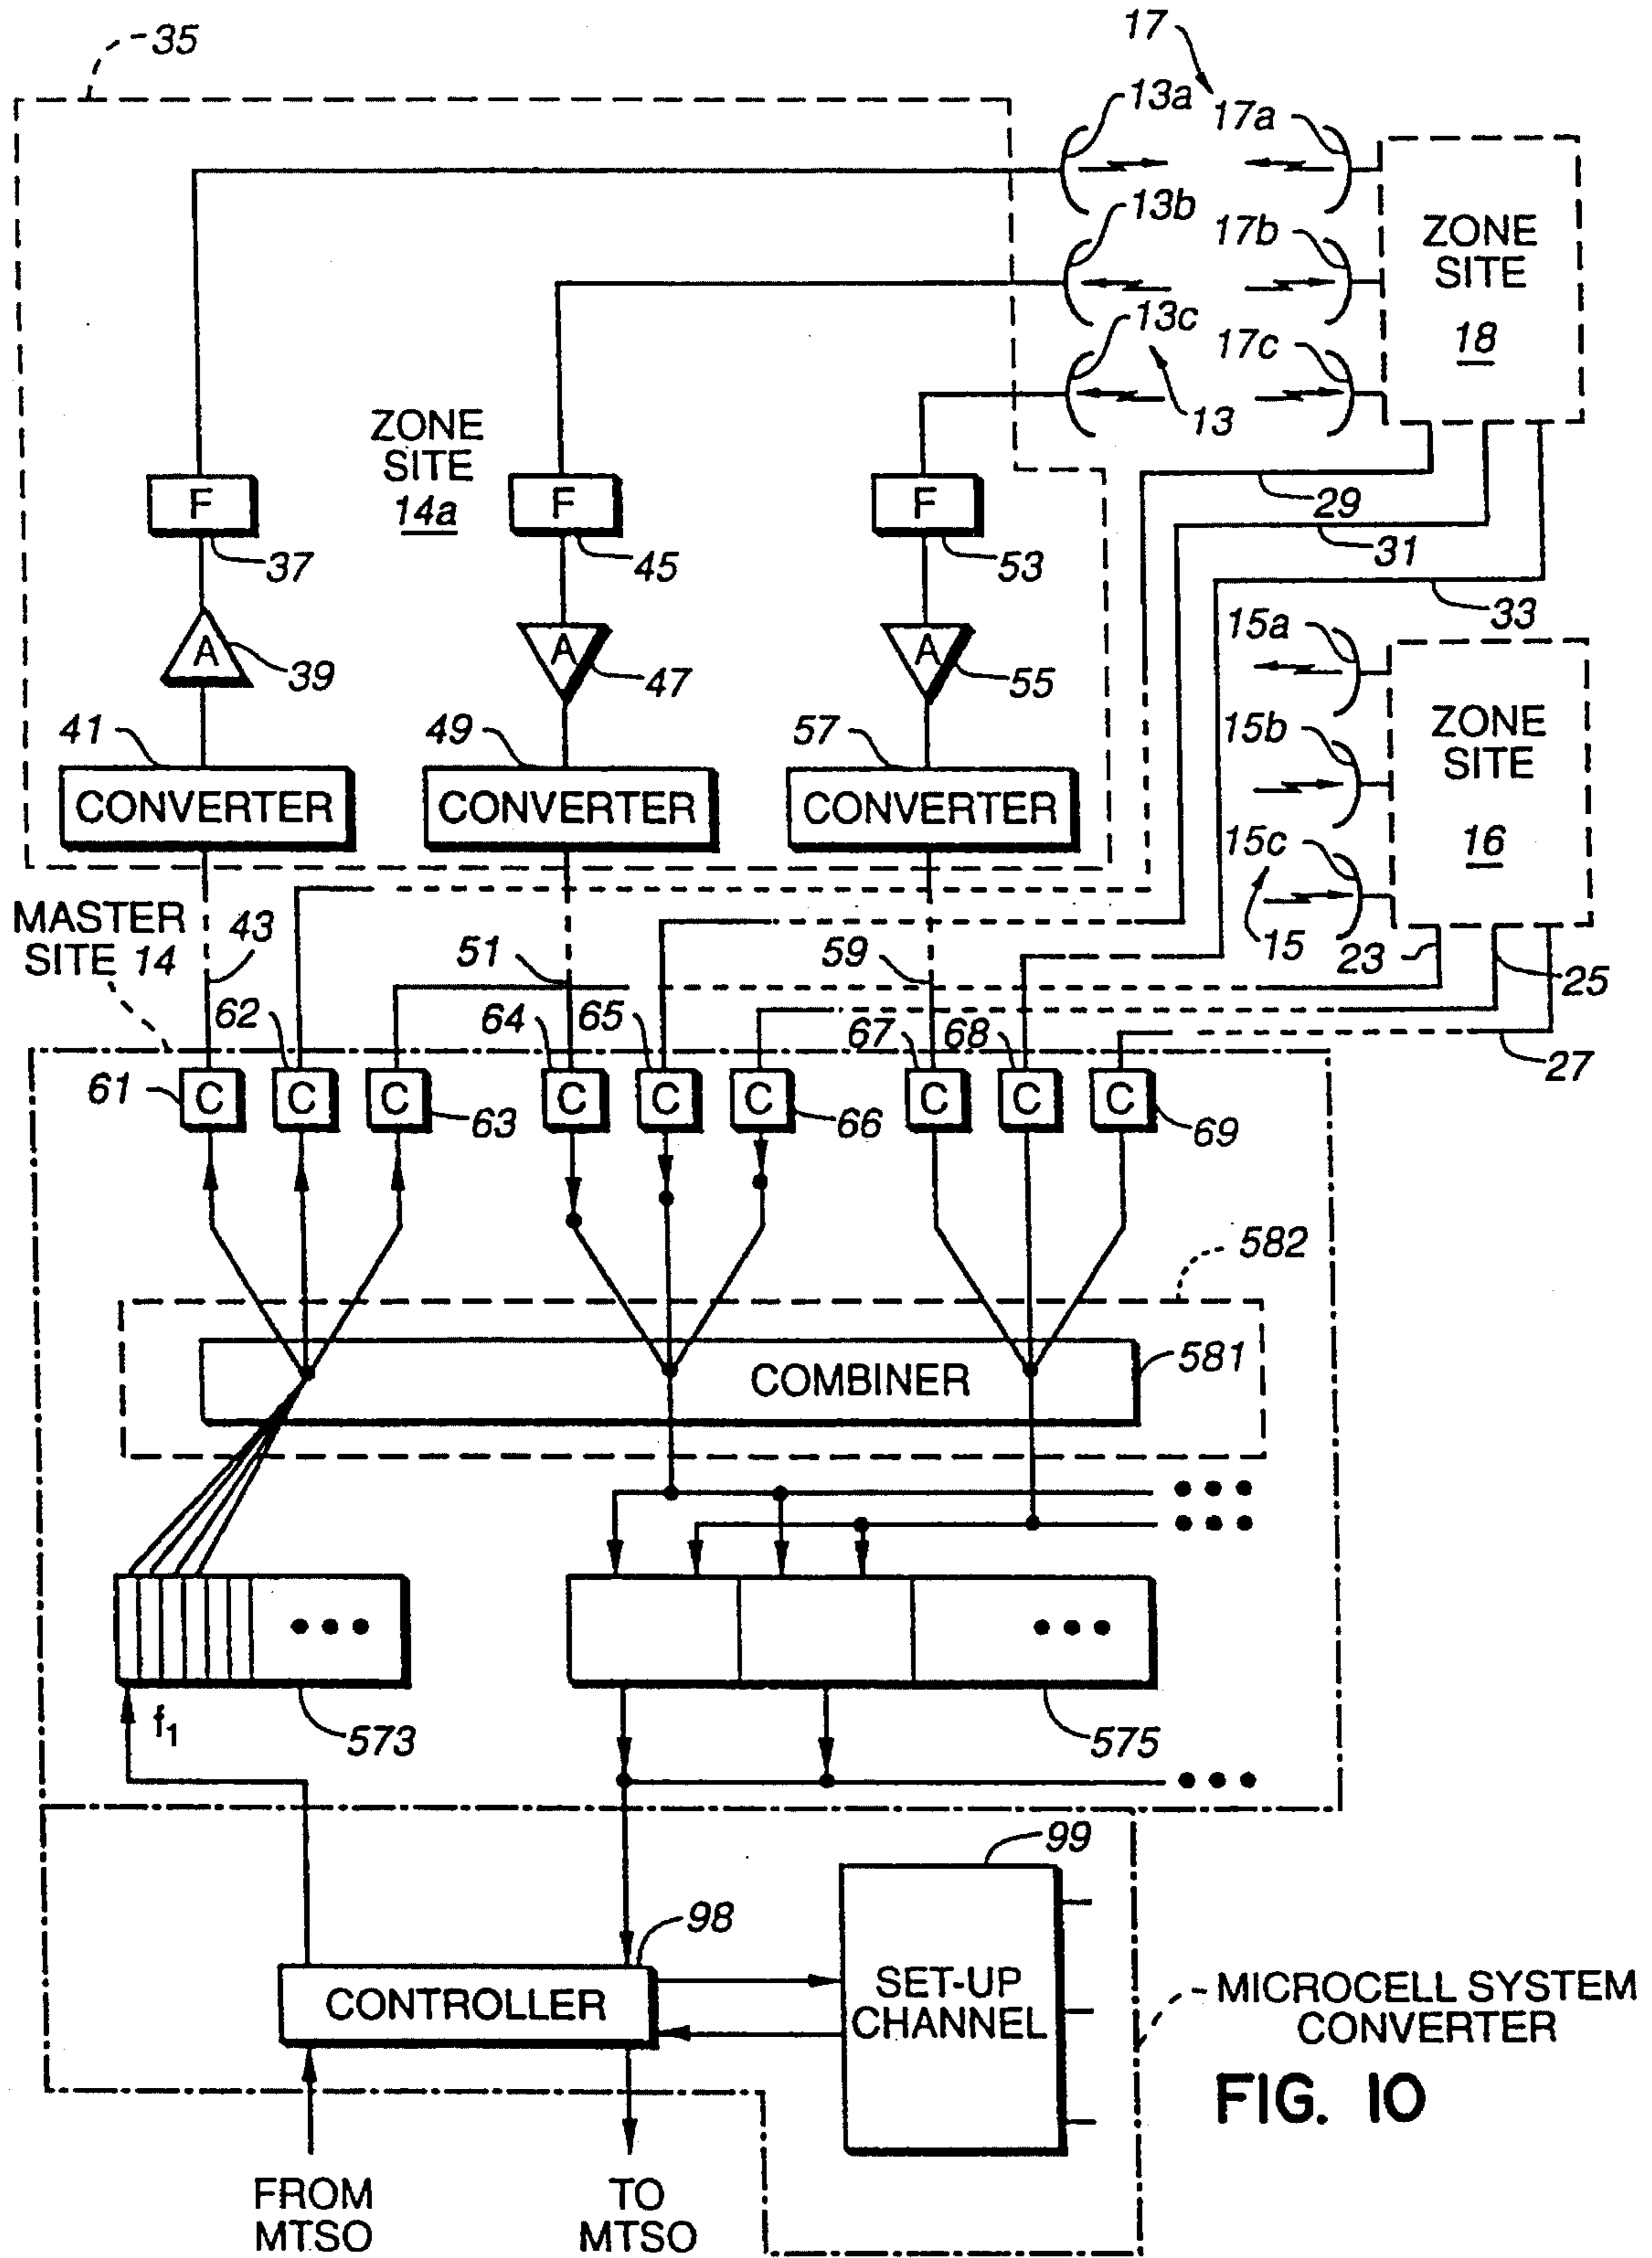 35
17
13a
17a
13b
17b
ZONE
SITE
18
13c
17c
13
ZONE
SITE
14a
F
F
F
29
37
45
53
31
33
A
39
A
47
A
55
15a
ZONE
SITE
16
15b
41
49
57
CONVERTER
CONVERTER
CONVERTER
15c
MASTER
SITE 14
43
51
59
15
23
25
62
64
65
67
68
27
61
C
C
C
63
C
C
C
66
C
C
C
69
582
COMBINER
581
f1
573
575
99
98
CONTROLLER
SET-UP
CHANNEL
MICROCELL SYSTEM
CONVERTER
FIG. 10
FROM
MTSO
TO
MTSO